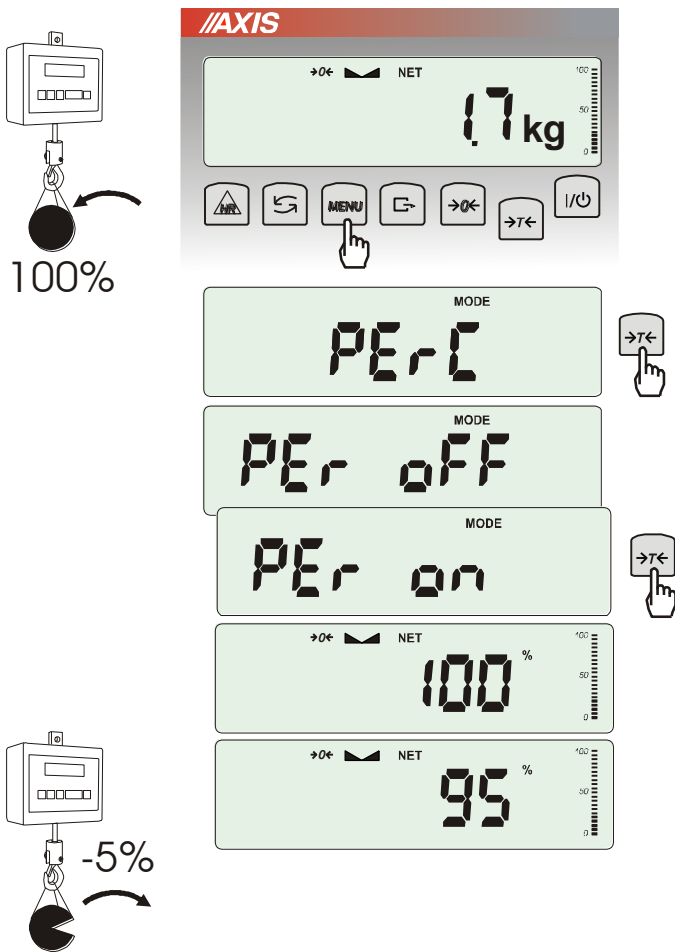 //AXIS
→0← NET
1.7 kg
100
50
0
HR MENU →0← →T← I/⏻
100%
MODE
PErC
→T←
MODE
PEr oFF
MODE
PEr on
→T←
→0← NET
100 %
100
50
0
→0← NET
95 %
100
50
0
-5%